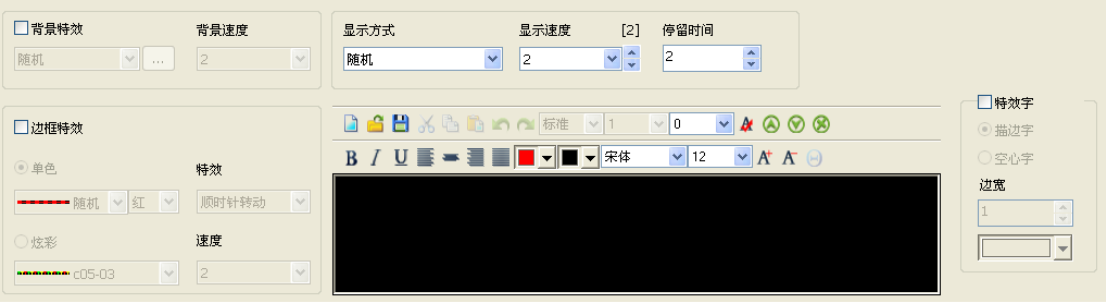 背景特效 背景速度
随机 ... 2
显示方式 显示速度 [2] 停留时间
随机 2 2
边框特效
单色 特效
随机 红 顺时针转动
炫彩 速度
c05-03 2
标准 1 0
B I U 宋体 12 A+ A-
特效字
描边字
空心字
边宽
1